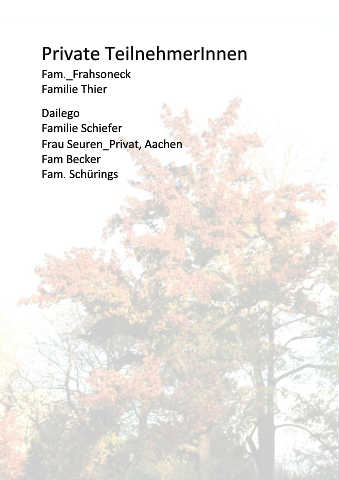 Private TeilnehmerInnen
Fam._Frahsoneck
Familie Thier
Dailego
Familie Schiefer
Frau Seuren_Privat, Aachen
Fam Becker
Fam. Schürings